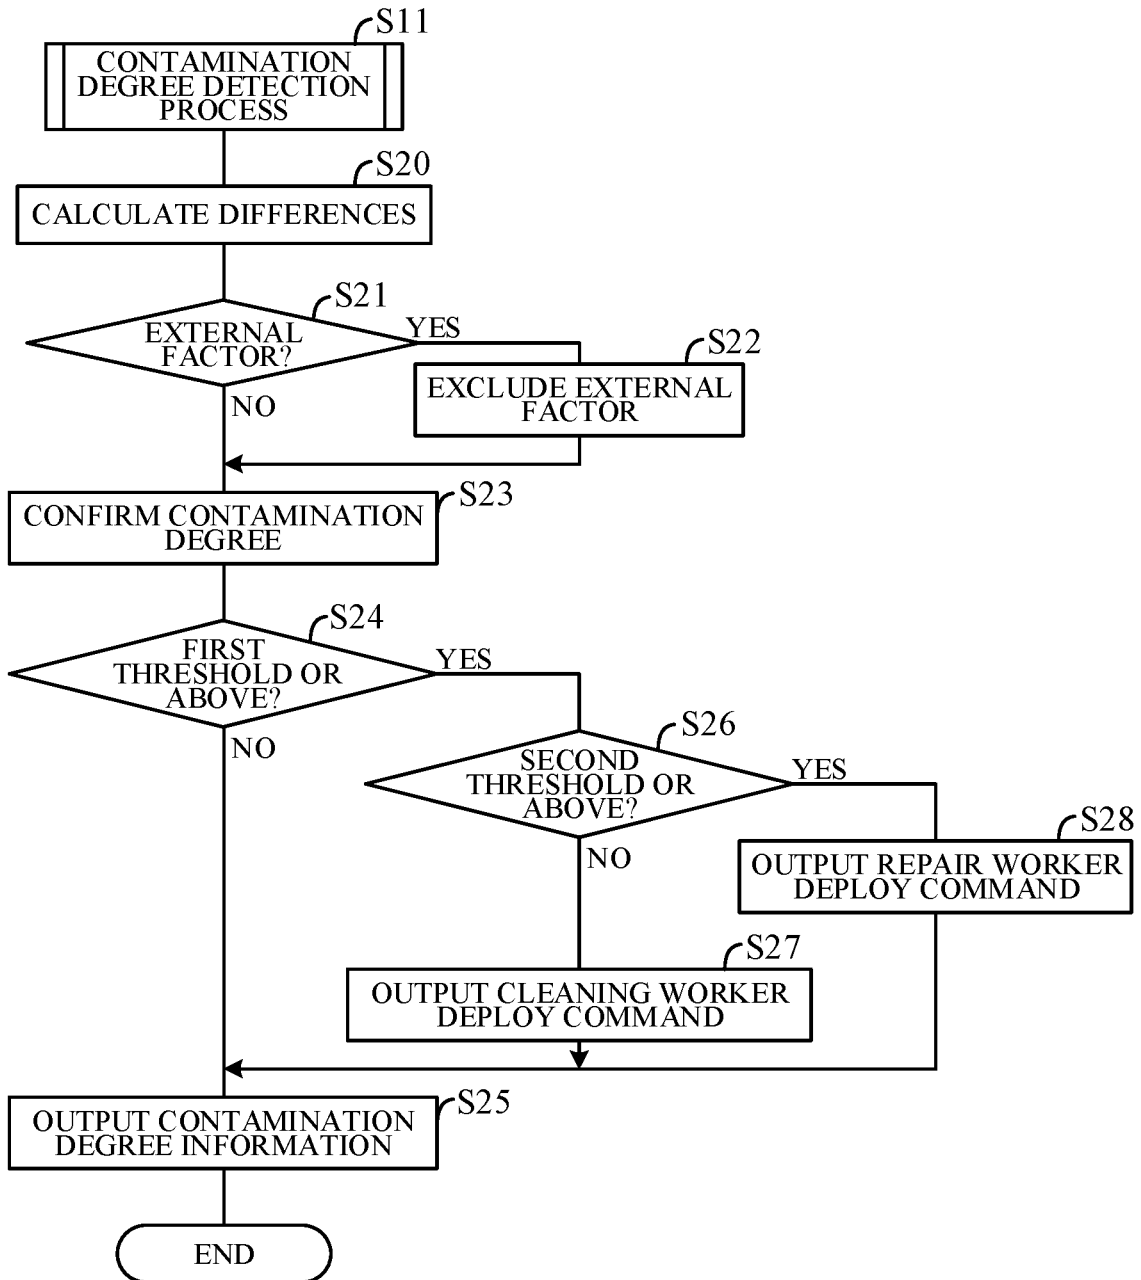 S11
CONTAMINATION
DEGREE DETECTION
PROCESS
S20
CALCULATE DIFFERENCES
S21
EXTERNAL
FACTOR?
YES
NO
S22
EXCLUDE EXTERNAL
FACTOR
S23
CONFIRM CONTAMINATION
DEGREE
S24
FIRST
THRESHOLD OR
ABOVE?
YES
NO
S26
SECOND
THRESHOLD OR
ABOVE?
YES
NO
S28
OUTPUT REPAIR WORKER
DEPLOY COMMAND
S27
OUTPUT CLEANING WORKER
DEPLOY COMMAND
S25
OUTPUT CONTAMINATION
DEGREE INFORMATION
END